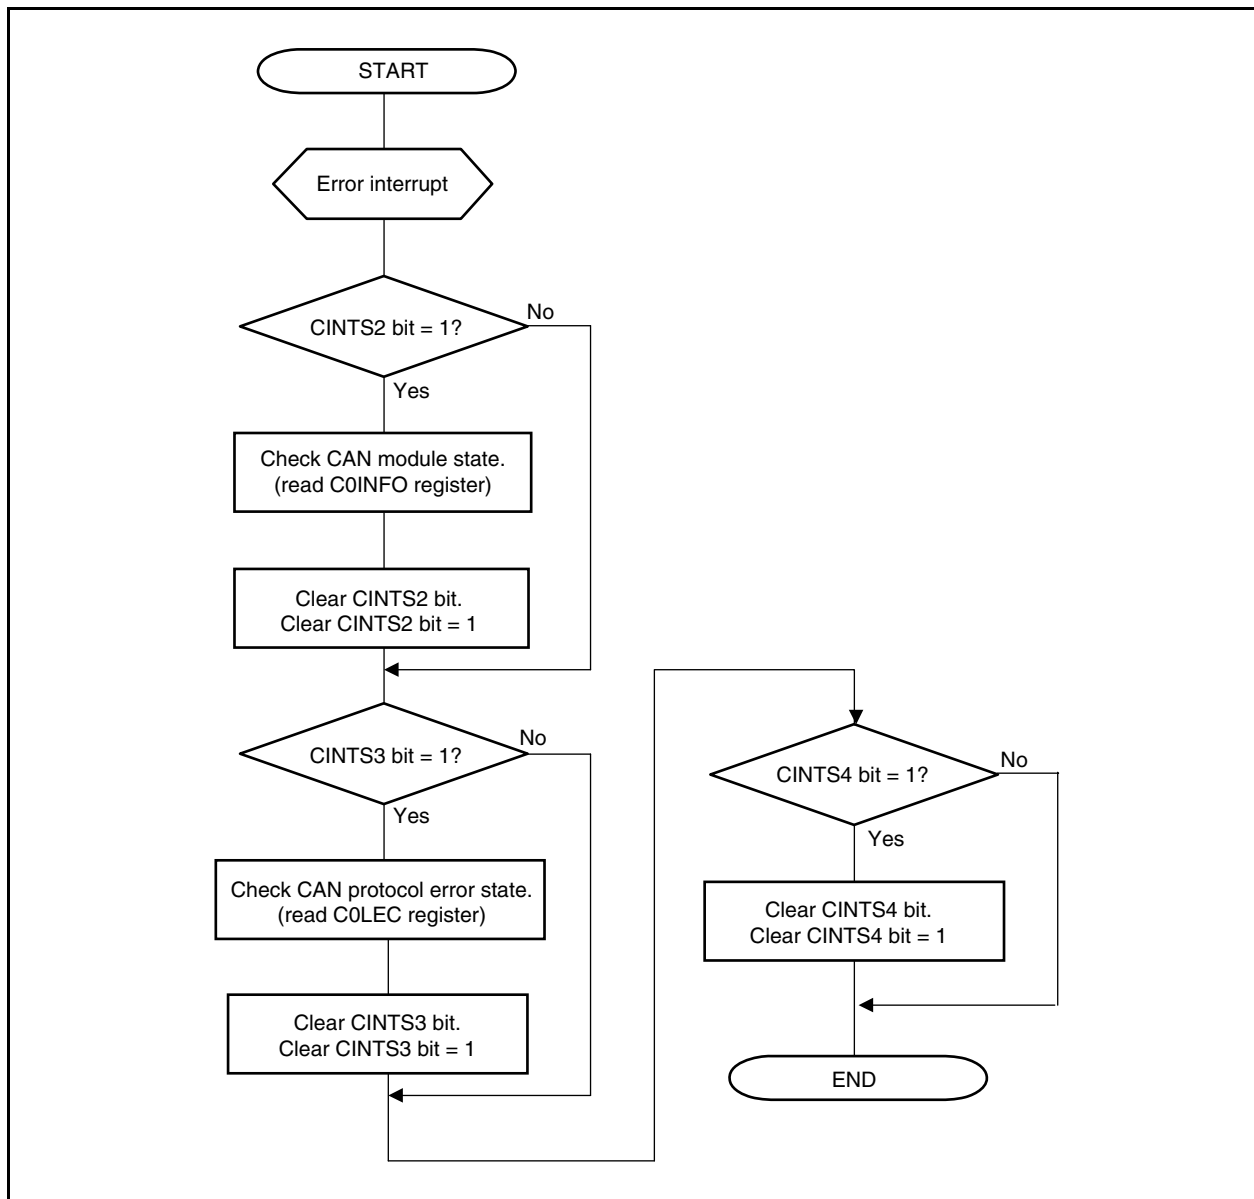 START
Error interrupt
CINTS2 bit = 1?
No
Yes
Check CAN module state.
(read C0INFO register)
Clear CINTS2 bit.
Clear CINTS2 bit = 1
CINTS3 bit = 1?
No
Yes
Check CAN protocol error state.
(read C0LEC register)
Clear CINTS3 bit.
Clear CINTS3 bit = 1
CINTS4 bit = 1?
No
Yes
Clear CINTS4 bit.
Clear CINTS4 bit = 1
END